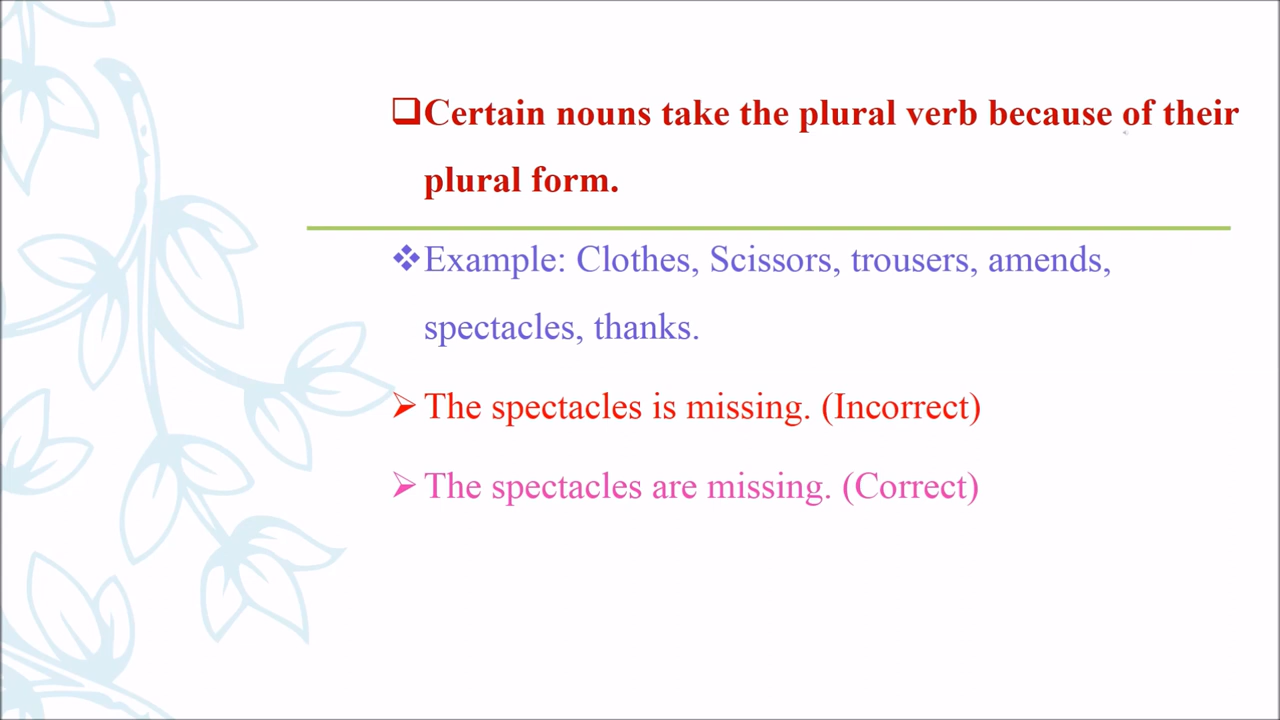 Certain nouns take the plural verb because of their
plural form.
Example: Clothes, Scissors, trousers, amends,
spectacles, thanks.
The spectacles is missing. (Incorrect)
The spectacles are missing. (Correct)